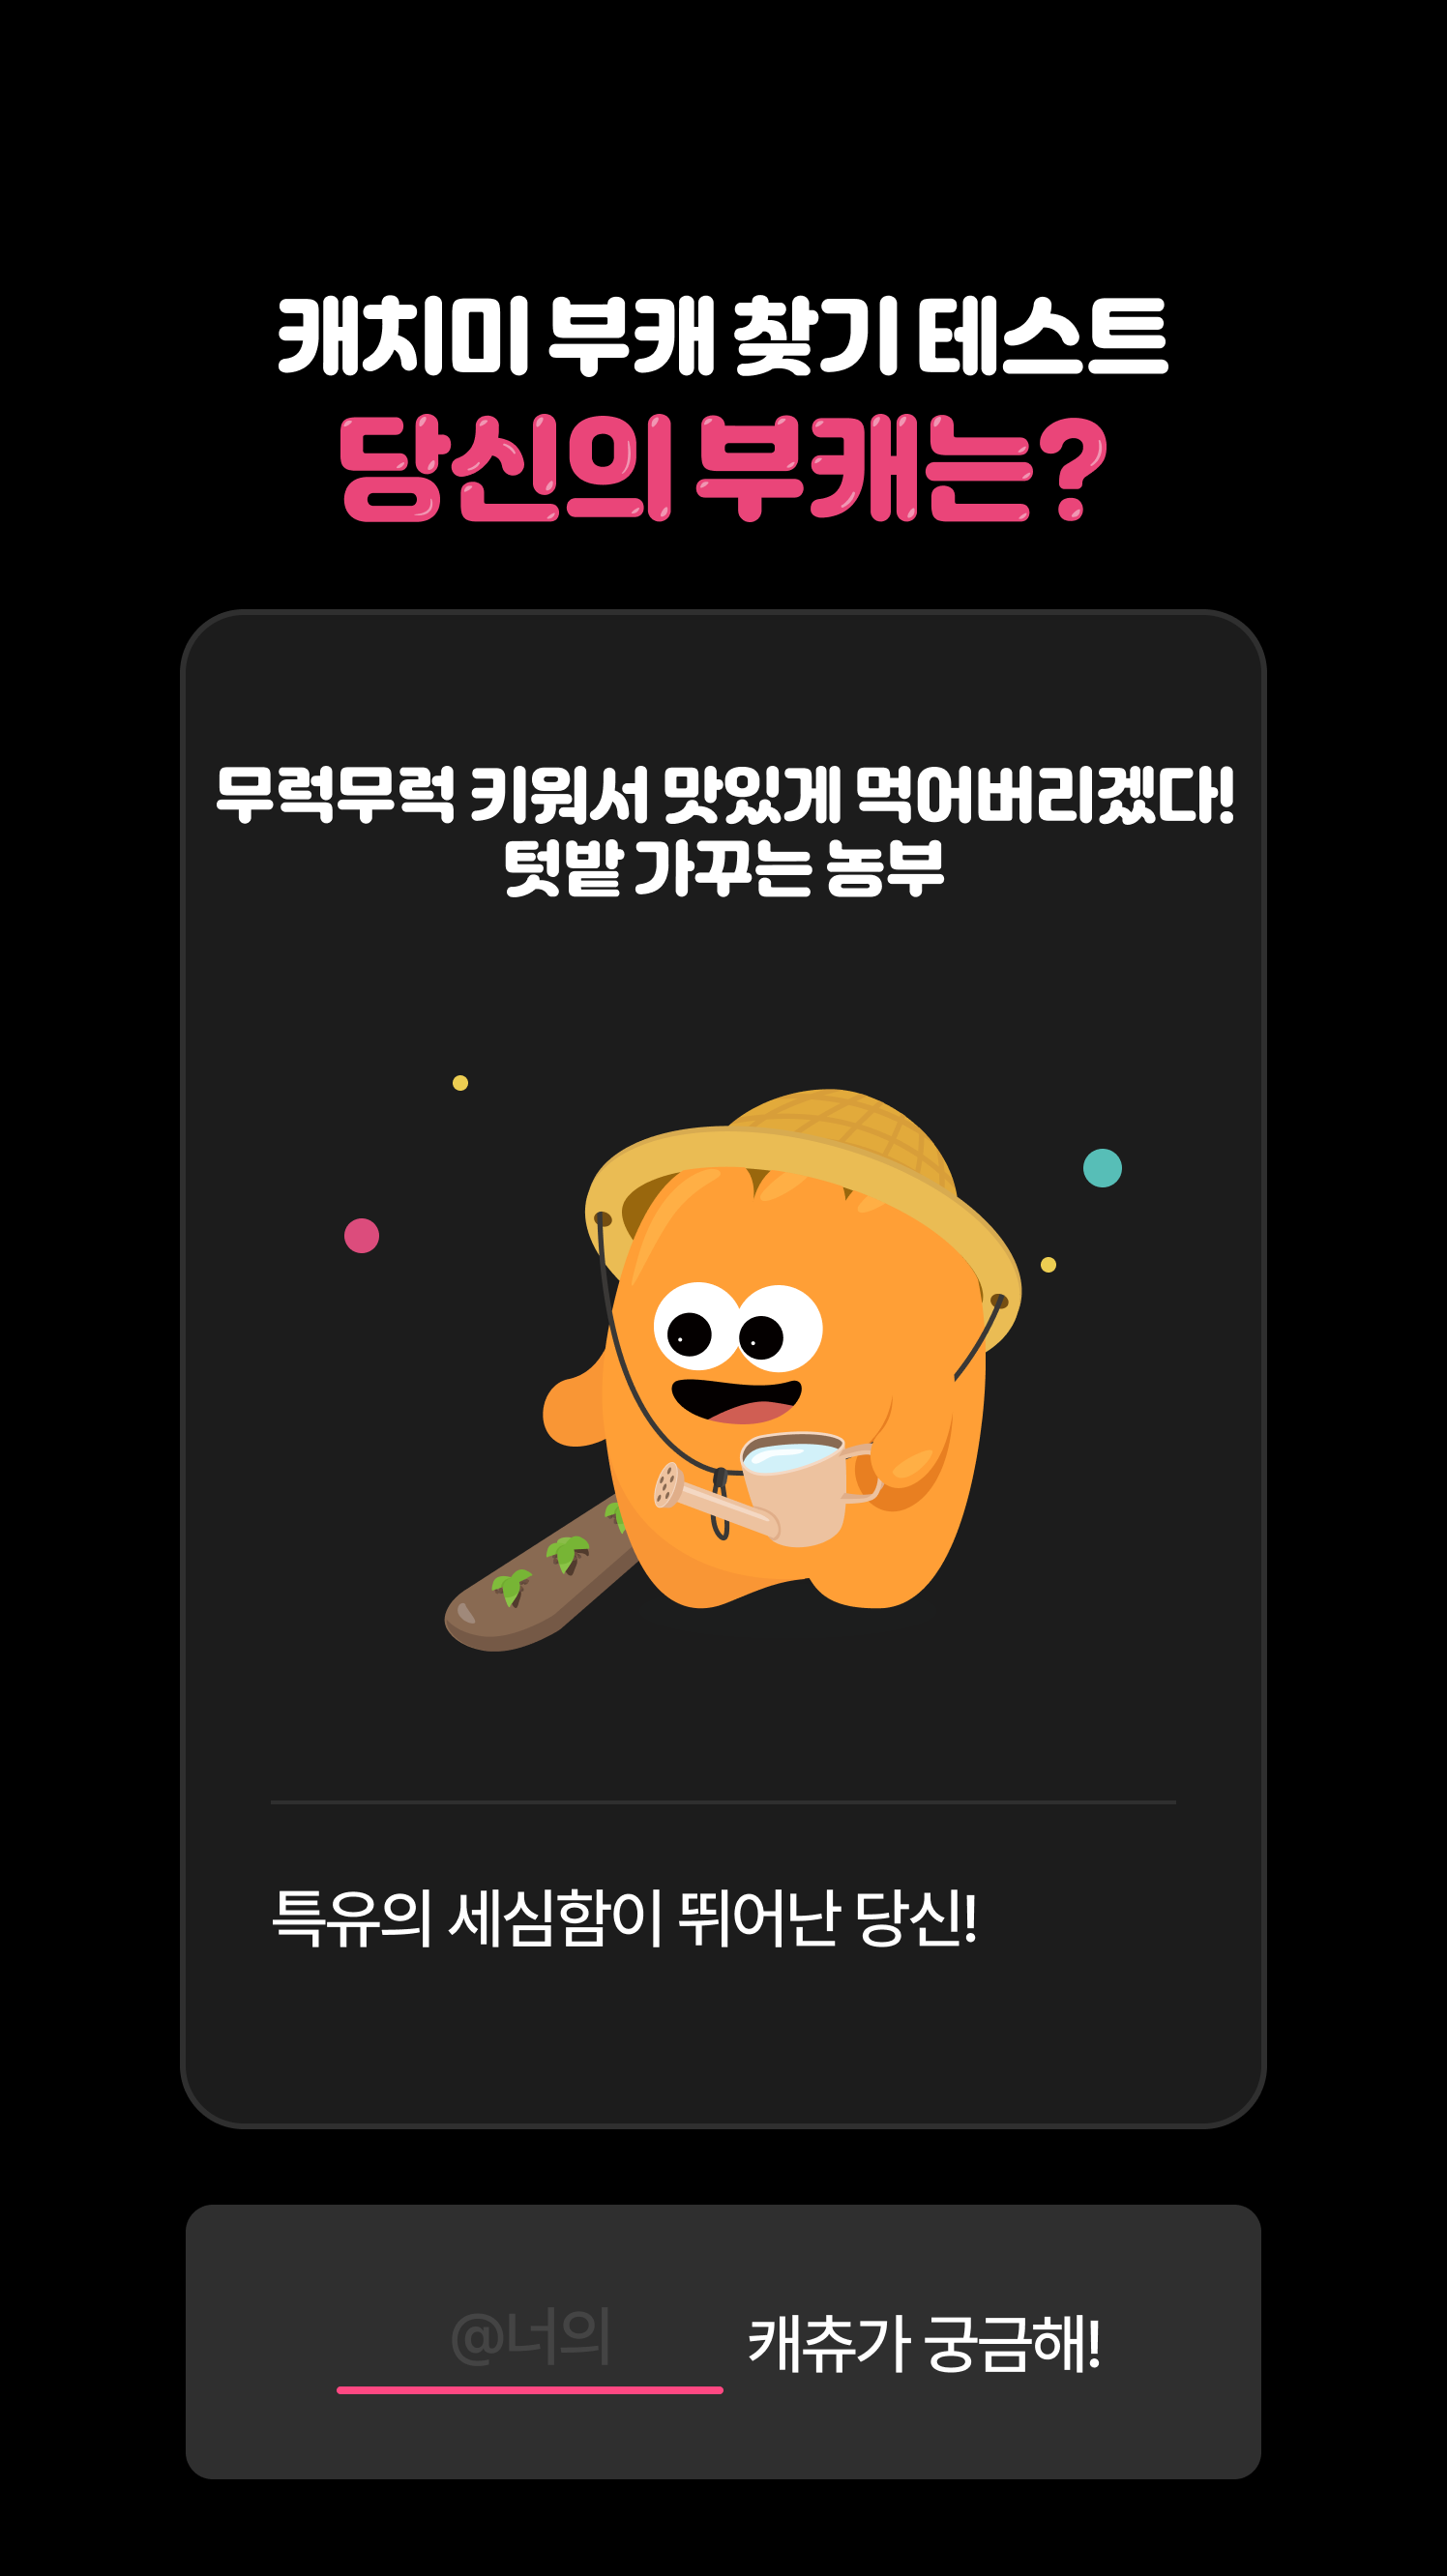 캐치미 부캐 찾기 테스트
당신의 부캐는?
무럭무럭 키워서 맛있게 먹어버리겠다!
텃밭 가꾸는 농부
특유의 세심함이 뛰어난 당신!
@너의 캐츄가 궁금해!